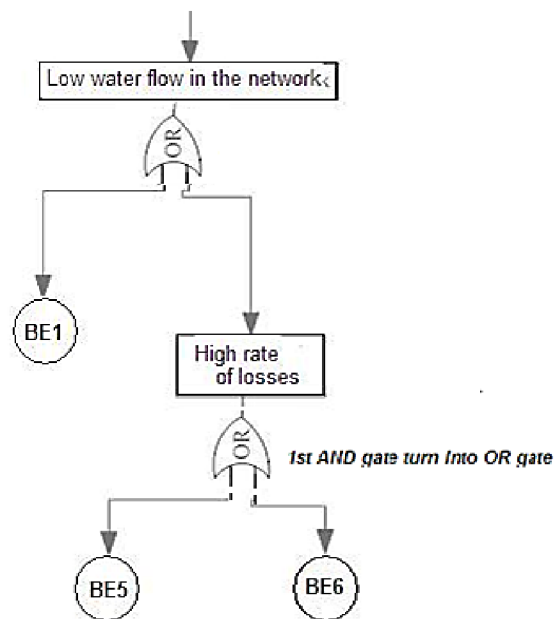 Low water flow in the network
OR
BE1
High rate
of losses
OR
1st AND gate turn Into OR gate
BE5
BE6